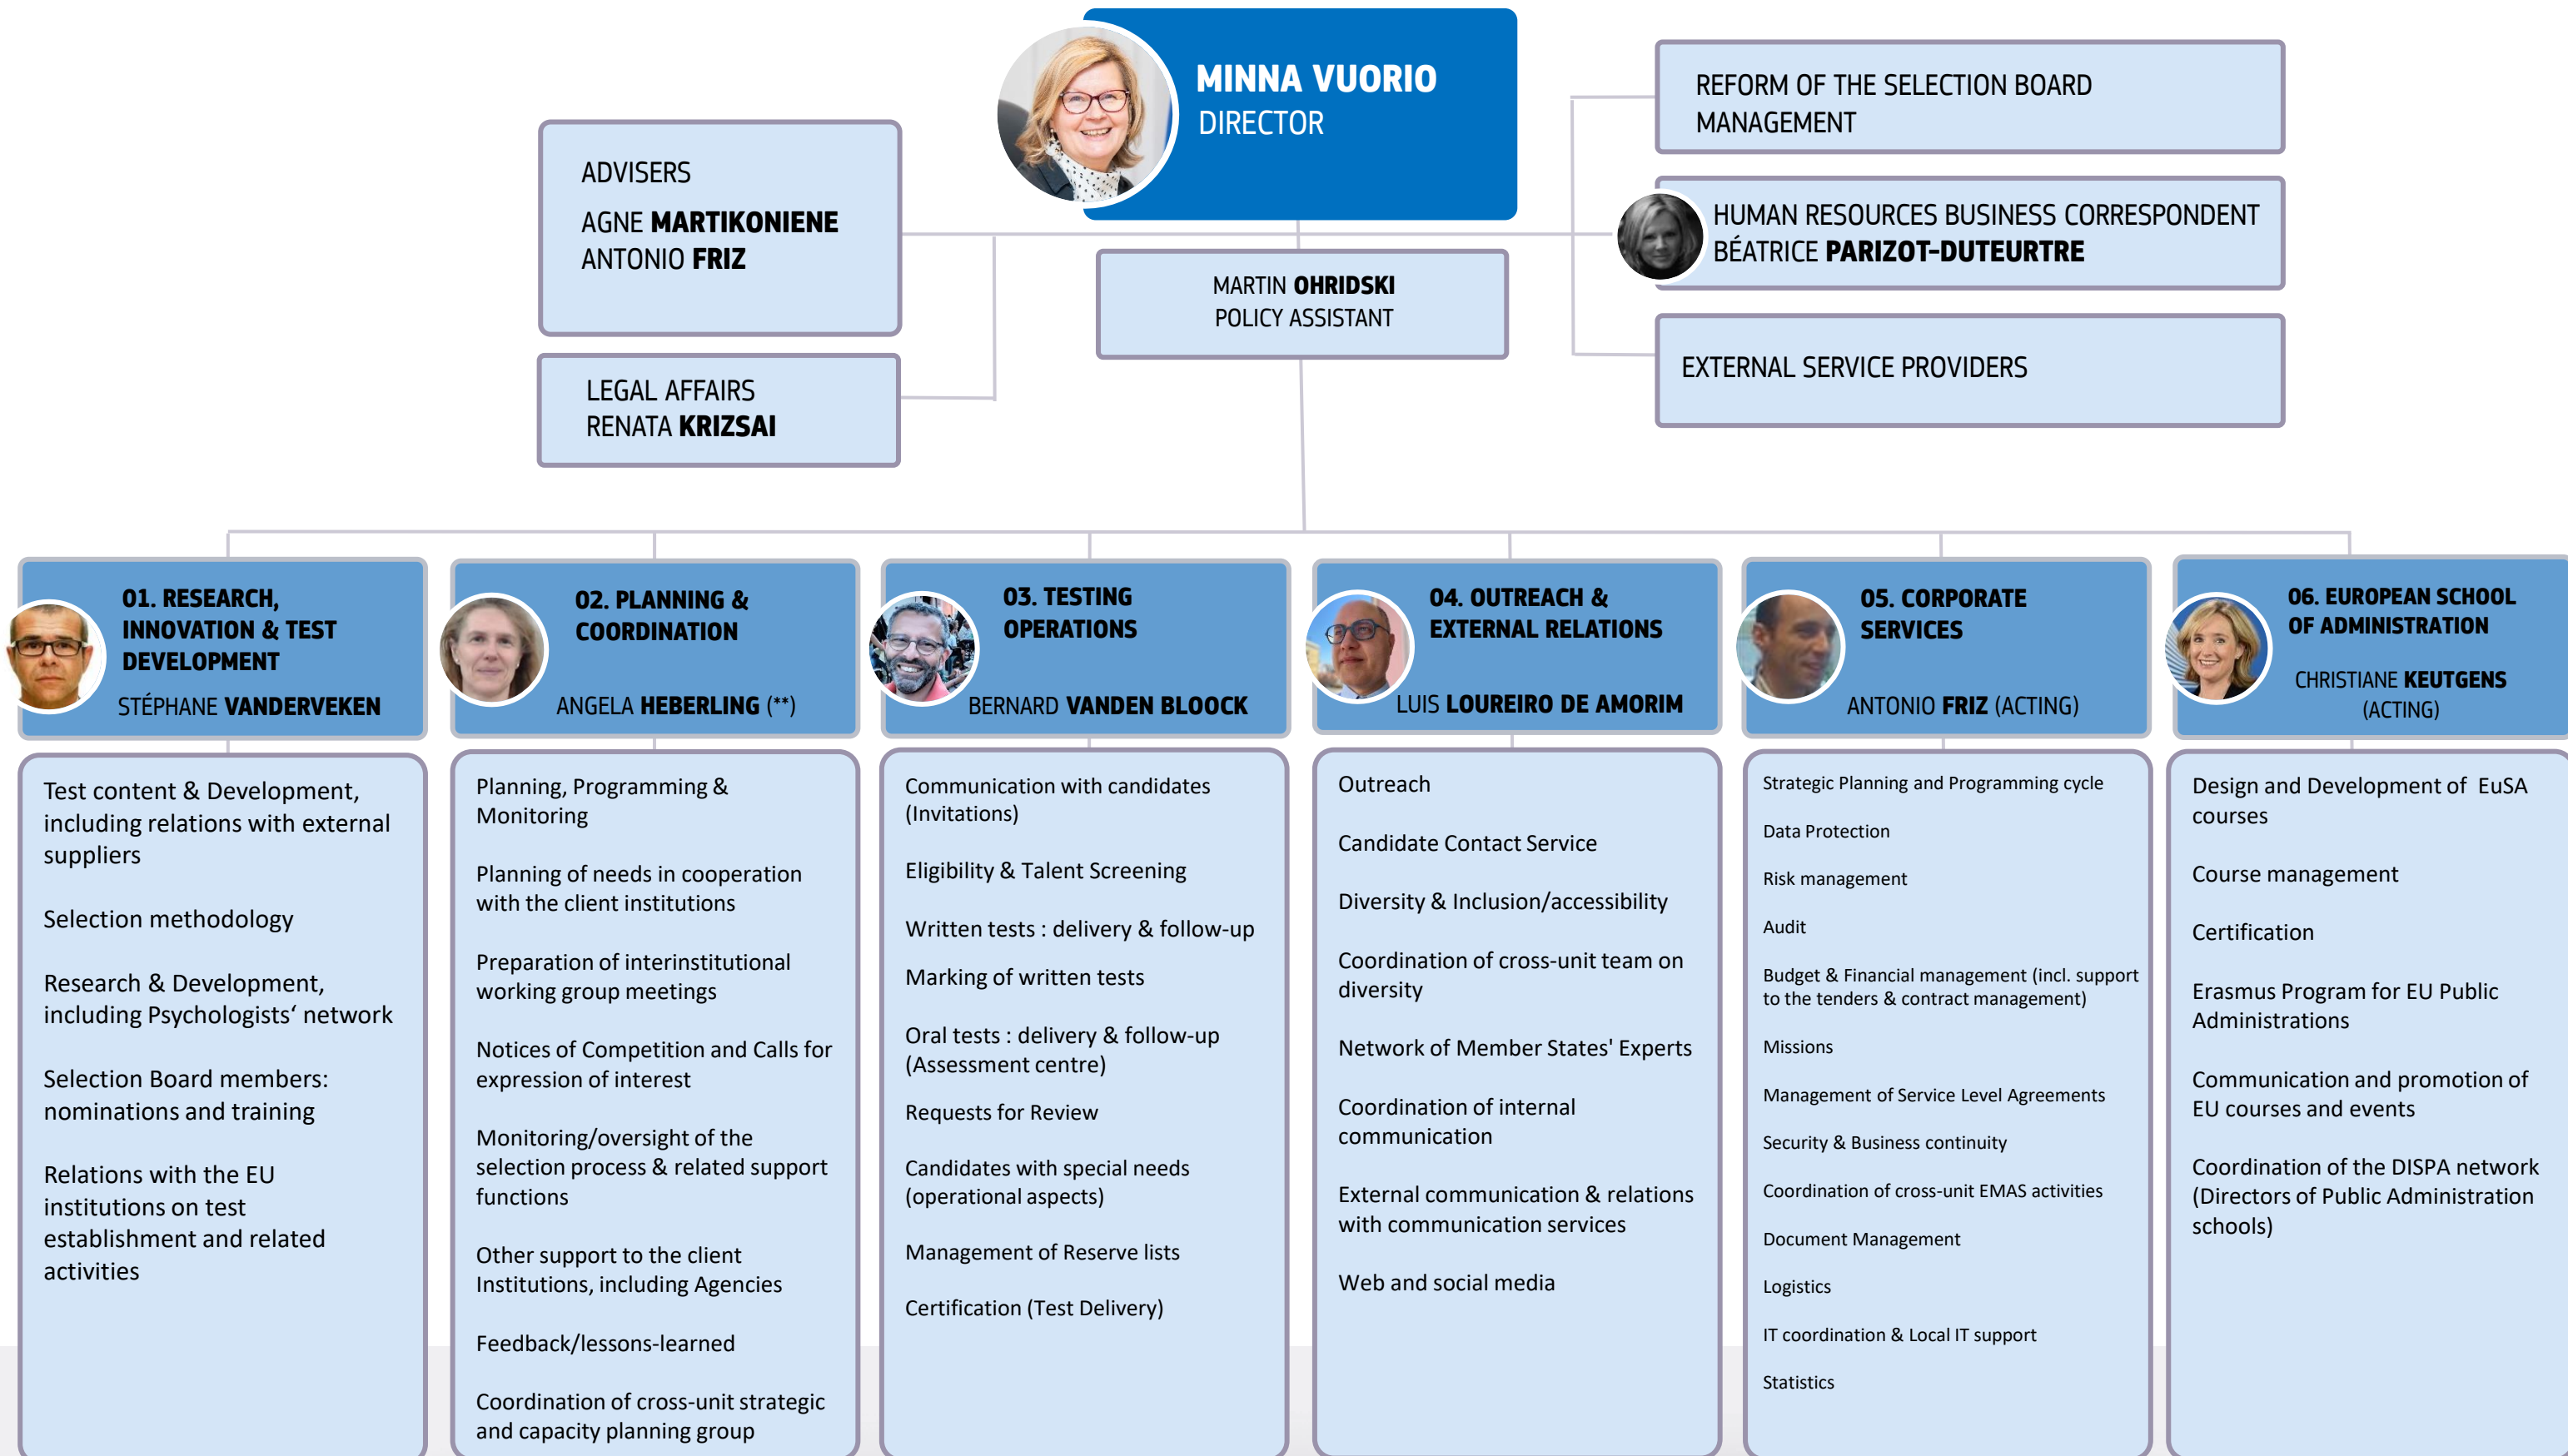 MINNA VUORIO
DIRECTOR
ADVISERS
AGNE MARTIKONIENE
ANTONIO FRIZ
LEGAL AFFAIRS
RENATA KRIZSAI
MARTIN OHRIDSKI
POLICY ASSISTANT
REFORM OF THE SELECTION BOARD
MANAGEMENT
HUMAN RESOURCES BUSINESS CORRESPONDENT
BÉATRICE PARIZOT-DUTEURTRE
EXTERNAL SERVICE PROVIDERS
01. RESEARCH,
INNOVATION & TEST
DEVELOPMENT
STÉPHANE VANDERVEKEN
Test content & Development,
including relations with external
suppliers
Selection methodology
Research & Development,
including Psychologists‘ network
Selection Board members:
nominations and training
Relations with the EU
institutions on test
establishment and related
activities
02. PLANNING &
COORDINATION
ANGELA HEBERLING (**)
Planning, Programming &
Monitoring
Planning of needs in cooperation
with the client institutions
Preparation of interinstitutional
working group meetings
Notices of Competition and Calls for
expression of interest
Monitoring/oversight of the
selection process & related support
functions
Other support to the client
Institutions, including Agencies
Feedback/lessons-learned
Coordination of cross-unit strategic
and capacity planning group
03. TESTING
OPERATIONS
BERNARD VANDEN BLOOCK
Communication with candidates
(Invitations)
Eligibility & Talent Screening
Written tests : delivery & follow-up
Marking of written tests
Oral tests : delivery & follow-up
(Assessment centre)
Requests for Review
Candidates with special needs
(operational aspects)
Management of Reserve lists
Certification (Test Delivery)
04. OUTREACH &
EXTERNAL RELATIONS
LUIS LOUREIRO DE AMORIM
Outreach
Candidate Contact Service
Diversity & Inclusion/accessibility
Coordination of cross-unit team on
diversity
Network of Member States' Experts
Coordination of internal
communication
External communication & relations
with communication services
Web and social media
05. CORPORATE
SERVICES
ANTONIO FRIZ (ACTING)
Strategic Planning and Programming cycle
Data Protection
Risk management
Audit
Budget & Financial management (incl. support
to the tenders & contract management)
Missions
Management of Service Level Agreements
Security & Business continuity
Coordination of cross-unit EMAS activities
Document Management
Logistics
IT coordination & Local IT support
Statistics
06. EUROPEAN SCHOOL
OF ADMINISTRATION
CHRISTIANE KEUTGENS
(ACTING)
Design and Development of EuSA
courses
Course management
Certification
Erasmus Program for EU Public
Administrations
Communication and promotion of
EU courses and events
Coordination of the DISPA network
(Directors of Public Administration
schools)